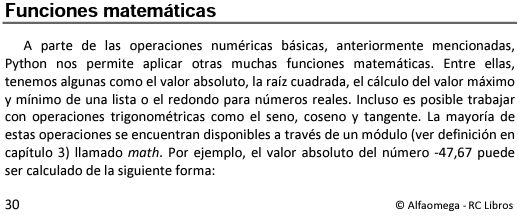 Funciones matemáticas
A parte de las operaciones numéricas básicas, anteriormente mencionadas,
Python nos permite aplicar otras muchas funciones matemáticas. Entre ellas,
tenemos algunas como el valor absoluto, la raíz cuadrada, el cálculo del valor máximo
y mínimo de una lista o el redondo para números reales. Incluso es posible trabajar
con operaciones trigonométricas como el seno, coseno y tangente. La mayoría de
estas operaciones se encuentran disponibles a través de un módulo (ver definición en
capítulo 3) llamado math. Por ejemplo, el valor absoluto del número -47,67 puede
ser calculado de la siguiente forma:
30 © Alfaomega - RC Libros